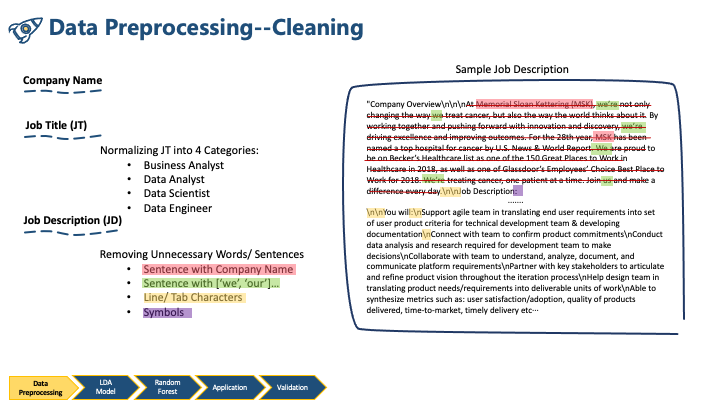 Data Preprocessing--Cleaning
Company Name
Job Title (JT)
Normalizing JT into 4 Categories:
• Business Analyst
• Data Analyst
• Data Scientist
• Data Engineer
Job Description (JD)
Removing Unnecessary Words/ Sentences
• Sentence with Company Name
• Sentence with ['we', 'our']...
• Line/ Tab Characters
• Symbols
Sample Job Description
"Company Overview\n\n\nAt Memorial Sloan Kettering (MSK), we're not only
changing the way we treat cancer, but also the way the world thinks about it. By
working together and pushing forward with innovation and discovery, we're
driving excellence and improving outcomes. For the 28th year, MSK has been
named a top hospital for cancer by U.S. News & World Report. We are proud to
be on Becker's Healthcare list as one of the 150 Great Places to Work in
Healthcare in 2018, as well as one of Glassdoor's Employees' Choice Best Place to
Work for 2018. We're treating cancer, one patient at a time. Join us and make a
difference every day.\n\n\nJob Description:
.......
\n\n\You will:\n\Support agile team in translating end user requirements into set
of user product criteria for technical development team & developing
documentation\n\Connect with team to confirm product commitments\nConduct
data analysis and research required for development team to make
decisions\nCollaborate with team to understand, analyze, document, and
communicate platform requirements\nPartner with key stakeholders to articulate
and refine product vision throughout the iteration process\nHelp design team in
translating product needs/requirements into deliverable units of work\nAble to
synthesize metrics such as: user satisfaction/adoption, quality of products
delivered, time-to-market, timely delivery etc···
Data
Preprocessing
LDA
Model
Random
Forest
Application
Validation